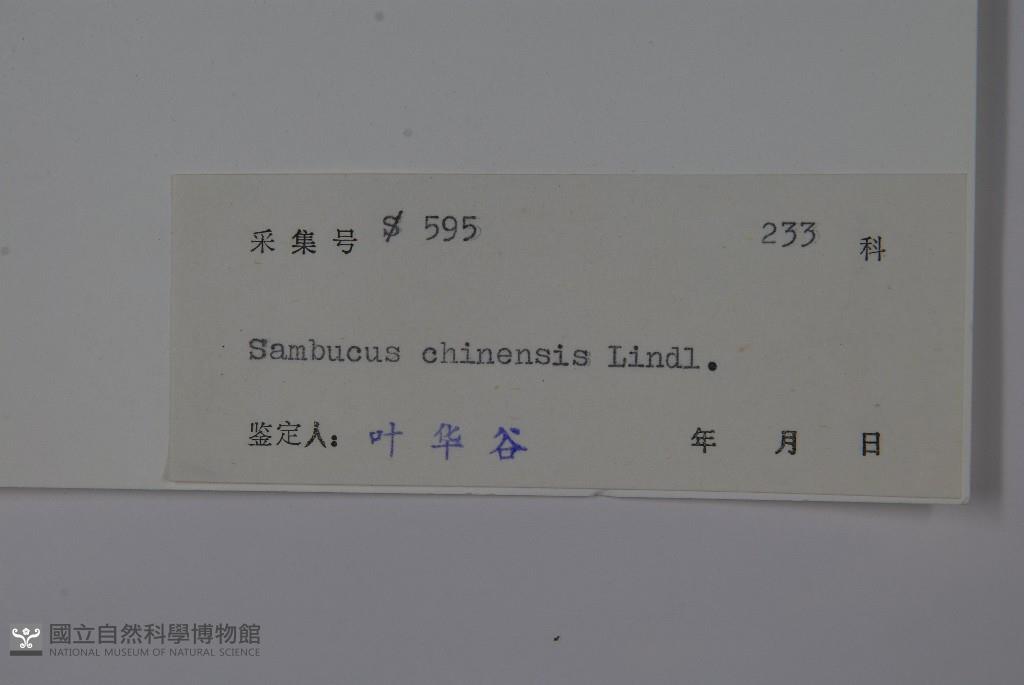 采集号 S 595 233 科
Sambucus chinensis Lindl.
鉴定人: 叶华谷 年 月 日
國立自然科學博物館
NATIONAL MUSEUM OF NATURAL SCIENCE